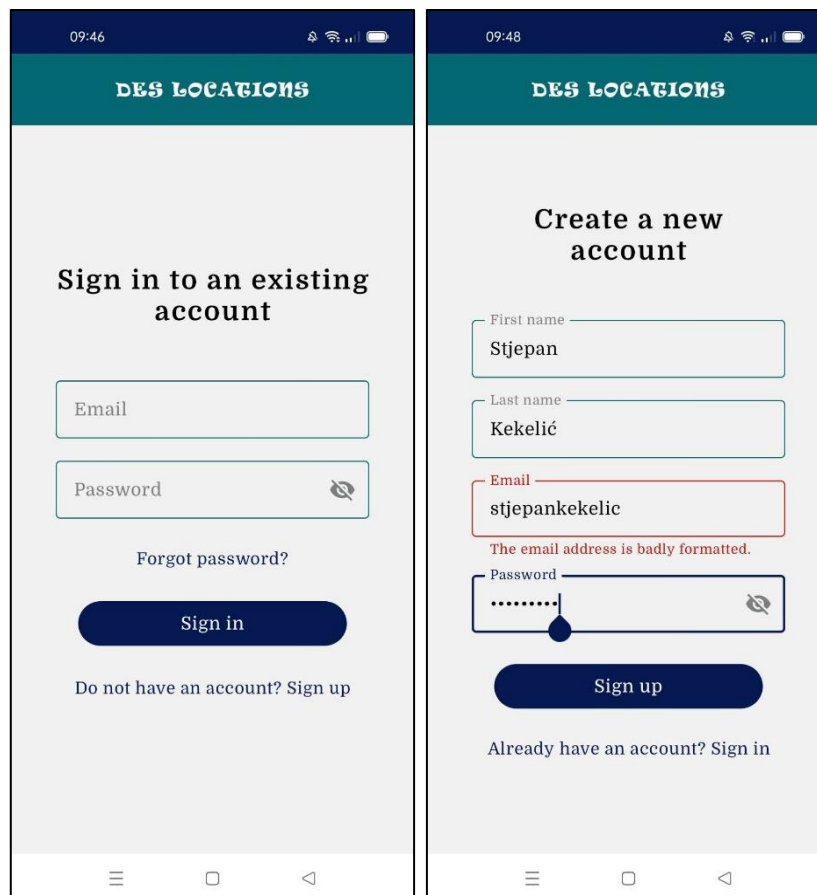 09:46
DES LOCATIONS
Sign in to an existing
account
Email
Password
Forgot password?
Sign in
Do not have an account? Sign up
09:48
DES LOCATIONS
Create a new
account
First name
Stjepan
Last name
Kekelić
Email
stjepankekelic
The email address is badly formatted.
Password
•••••••••
Sign up
Already have an account? Sign in